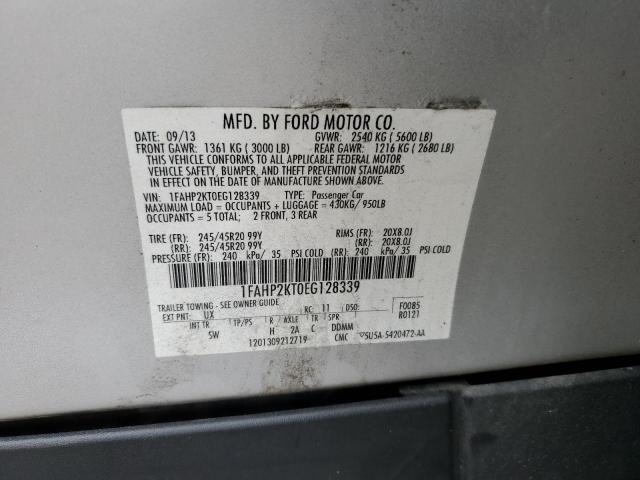 MFD. BY FORD MOTOR CO.
DATE: 09/13 GVWR: 2540 KG ( 5600 LB)
FRONT GAWR: 1361 KG ( 3000 LB) REAR GAWR: 1216 KG ( 2680 LB)
THIS VEHICLE CONFORMS TO ALL APPLICABLE FEDERAL MOTOR
VEHICLE SAFETY, BUMPER, AND THEFT PREVENTION STANDARDS
IN EFFECT ON THE DATE OF MANUFACTURE SHOWN ABOVE.
VIN: 1FAHP2KT0EG128339 TYPE: Passenger Car
MAXIMUM LOAD = OCCUPANTS + LUGGAGE = 430KG/ 950LB
OCCUPANTS = 5 TOTAL; 2 FRONT, 3 REAR
TIRE (FR): 245/45R20 99Y RIMS (FR): 20X8.0J
(RR): 245/45R20 99Y (RR): 20X8.0J
PRESSURE (FR): 240 kPa/ 35 PSI COLD (RR): 240 kPa/ 35 PSI COLD
1FAHP2KT0EG128339
TRAILER TOWING - SEE OWNER GUIDE
EXT PNT: UX RC: 11 DSO: F0085
INT TR TP/PS R AXLE TR SPR R0121
5W H 2A C DDMM
1201309212719 CMC 5U5A-5420472-AA